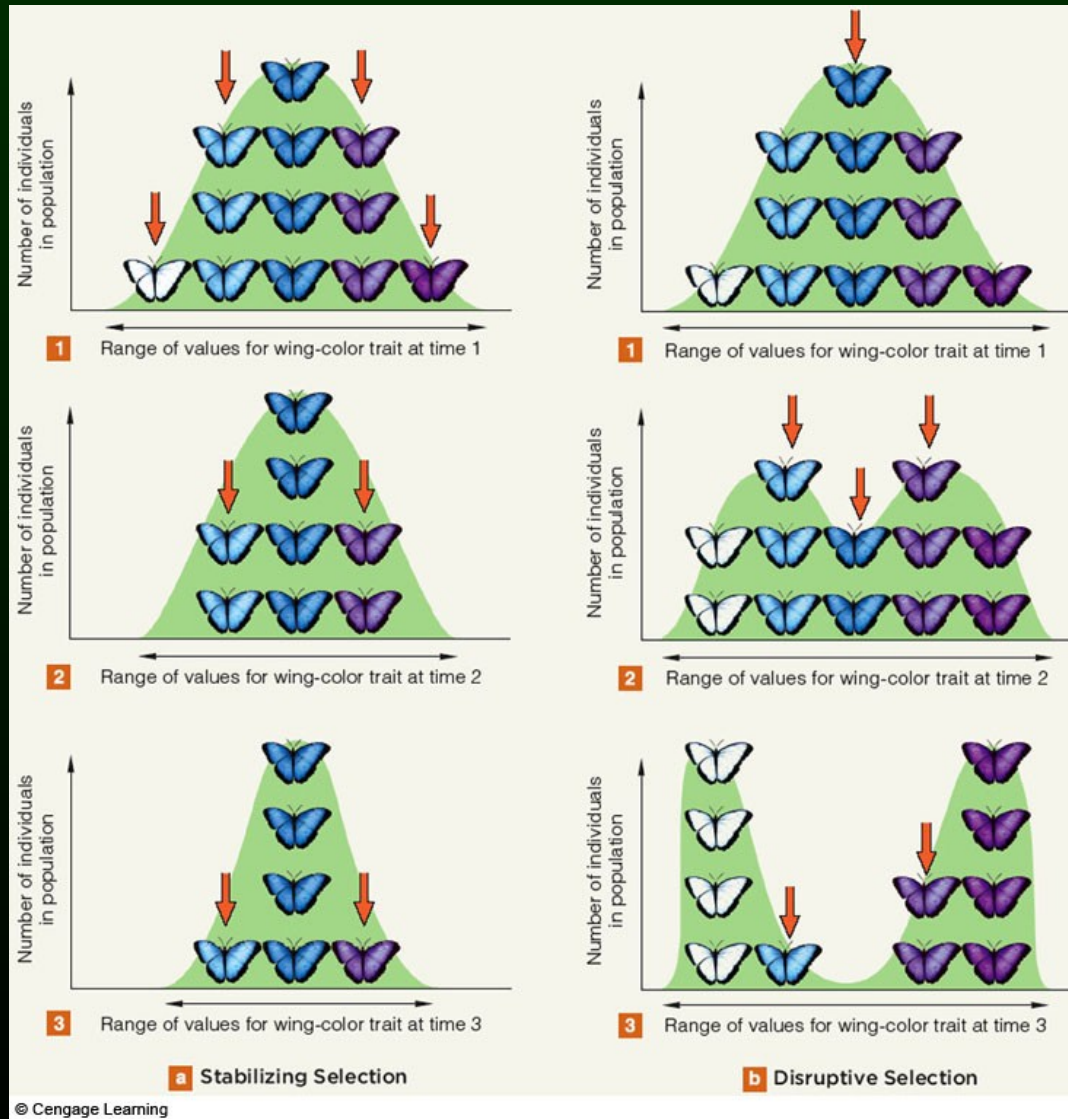 Number of individuals
in population
1 Range of values for wing-color trait at time 1
Number of individuals
in population
2 Range of values for wing-color trait at time 2
Number of individuals
in population
3 Range of values for wing-color trait at time 3
a Stabilizing Selection
Number of individuals
in population
1 Range of values for wing-color trait at time 1
Number of individuals
in population
2 Range of values for wing-color trait at time 2
Number of individuals
in population
3 Range of values for wing-color trait at time 3
b Disruptive Selection
© Cengage Learning